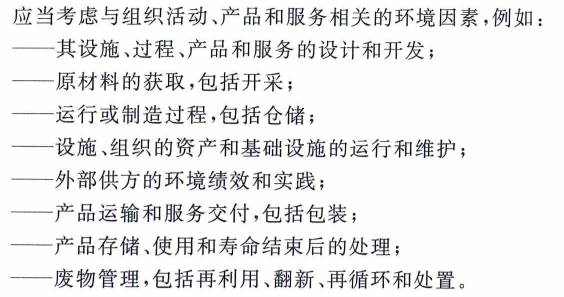 应当考虑与组织活动、产品和服务相关的环境因素,例如:
——其设施、过程、产品和服务的设计和开发;
——原材料的获取,包括开采;
——运行或制造过程,包括仓储;
——设施、组织的资产和基础设施的运行和维护;
——外部供方的环境绩效和实践;
——产品运输和服务交付,包括包装;
——产品存储、使用和寿命结束后的处理;
——废物管理,包括再利用、翻新、再循环和处置。